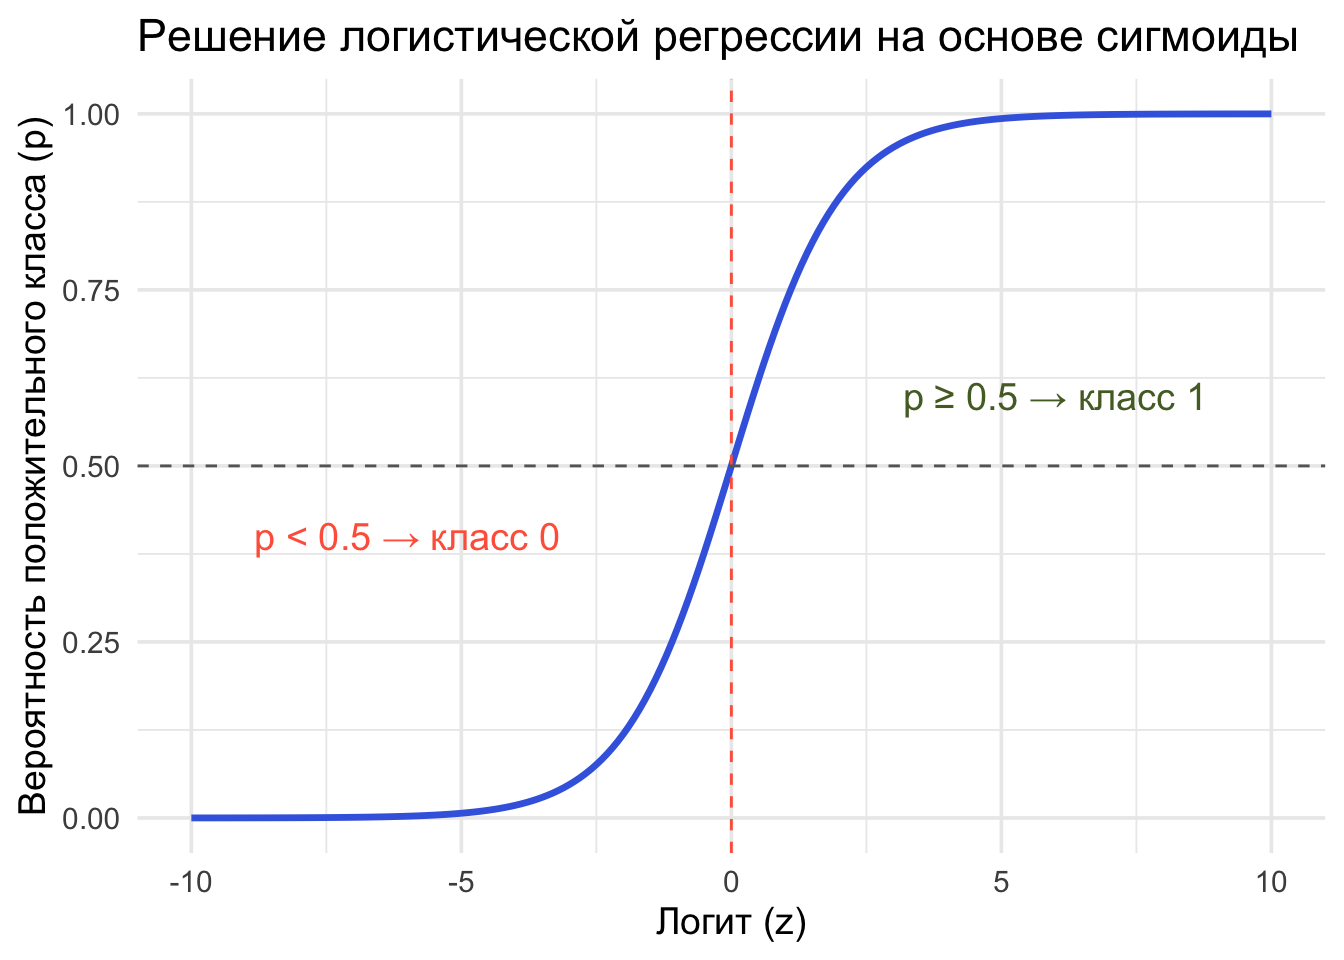 Решение логистической регрессии на основе сигмоиды
Вероятность положительного класса (p)
1.00
0.75
0.50
0.25
0.00
p ≥ 0.5 → класс 1
p < 0.5 → класс 0
-10
-5
0
5
10
Логит (z)